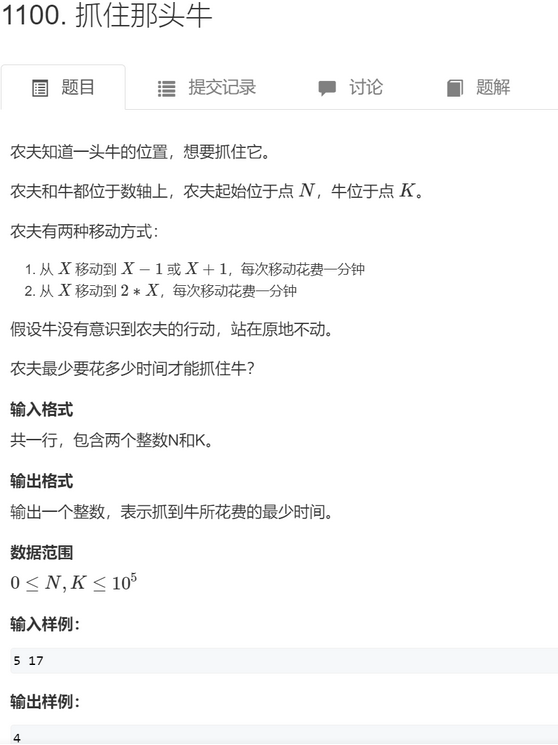 1100. 抓住那头牛
题目 提交记录 讨论 题解
农夫知道一头牛的位置，想要抓住它。
农夫和牛都位于数轴上，农夫起始位于点 N，牛位于点 K。
农夫有两种移动方式：
1. 从 X 移动到 X − 1 或 X + 1，每次移动花费一分钟
2. 从 X 移动到 2 * X，每次移动花费一分钟
假设牛没有意识到农夫的行动，站在原地不动。
农夫最少要花多少时间才能抓住牛？
输入格式
共一行，包含两个整数N和K。
输出格式
输出一个整数，表示抓到牛所花费的最少时间。
数据范围
0 ≤ N, K ≤ 10⁵
输入样例：
5 17
输出样例：
4